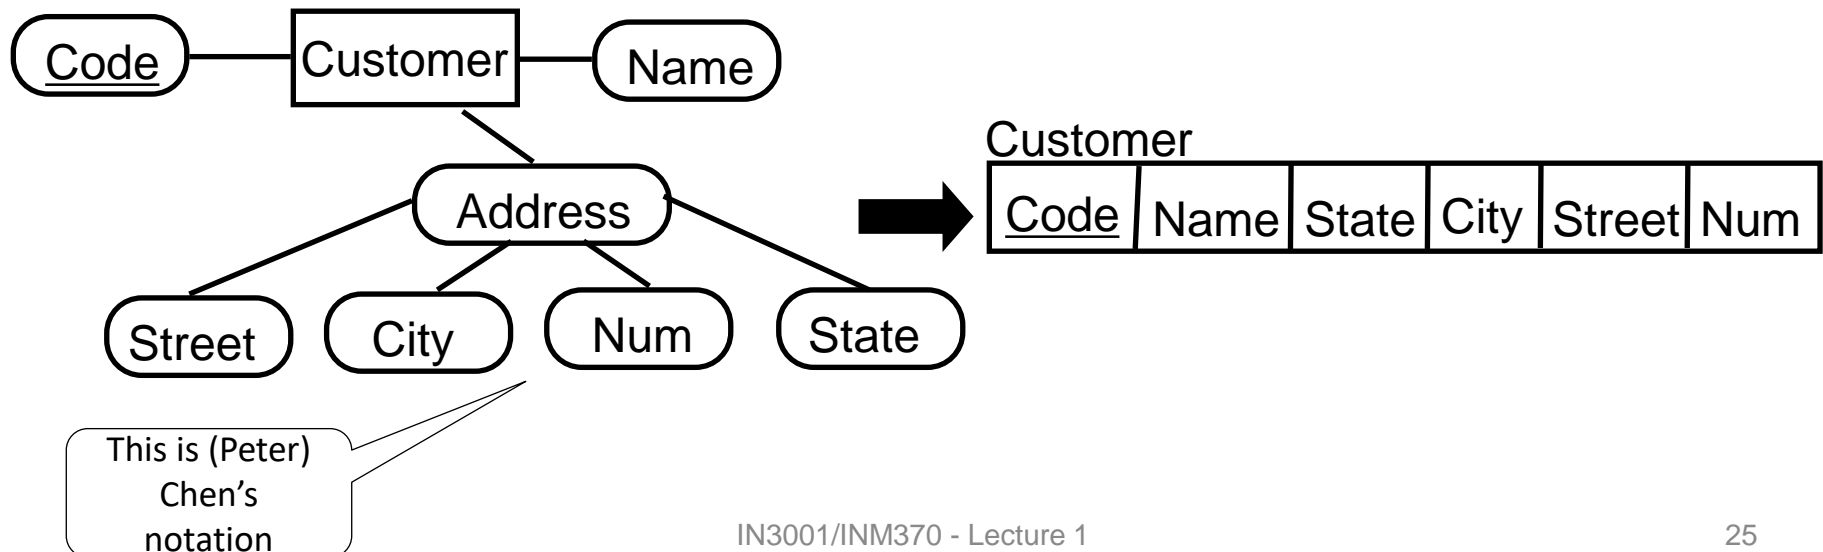 Code
Customer
Name
Address
Street
City
Num
State
This is (Peter)
Chen’s
notation
Customer
Code Name State City Street Num
IN3001/INM370 - Lecture 1
25